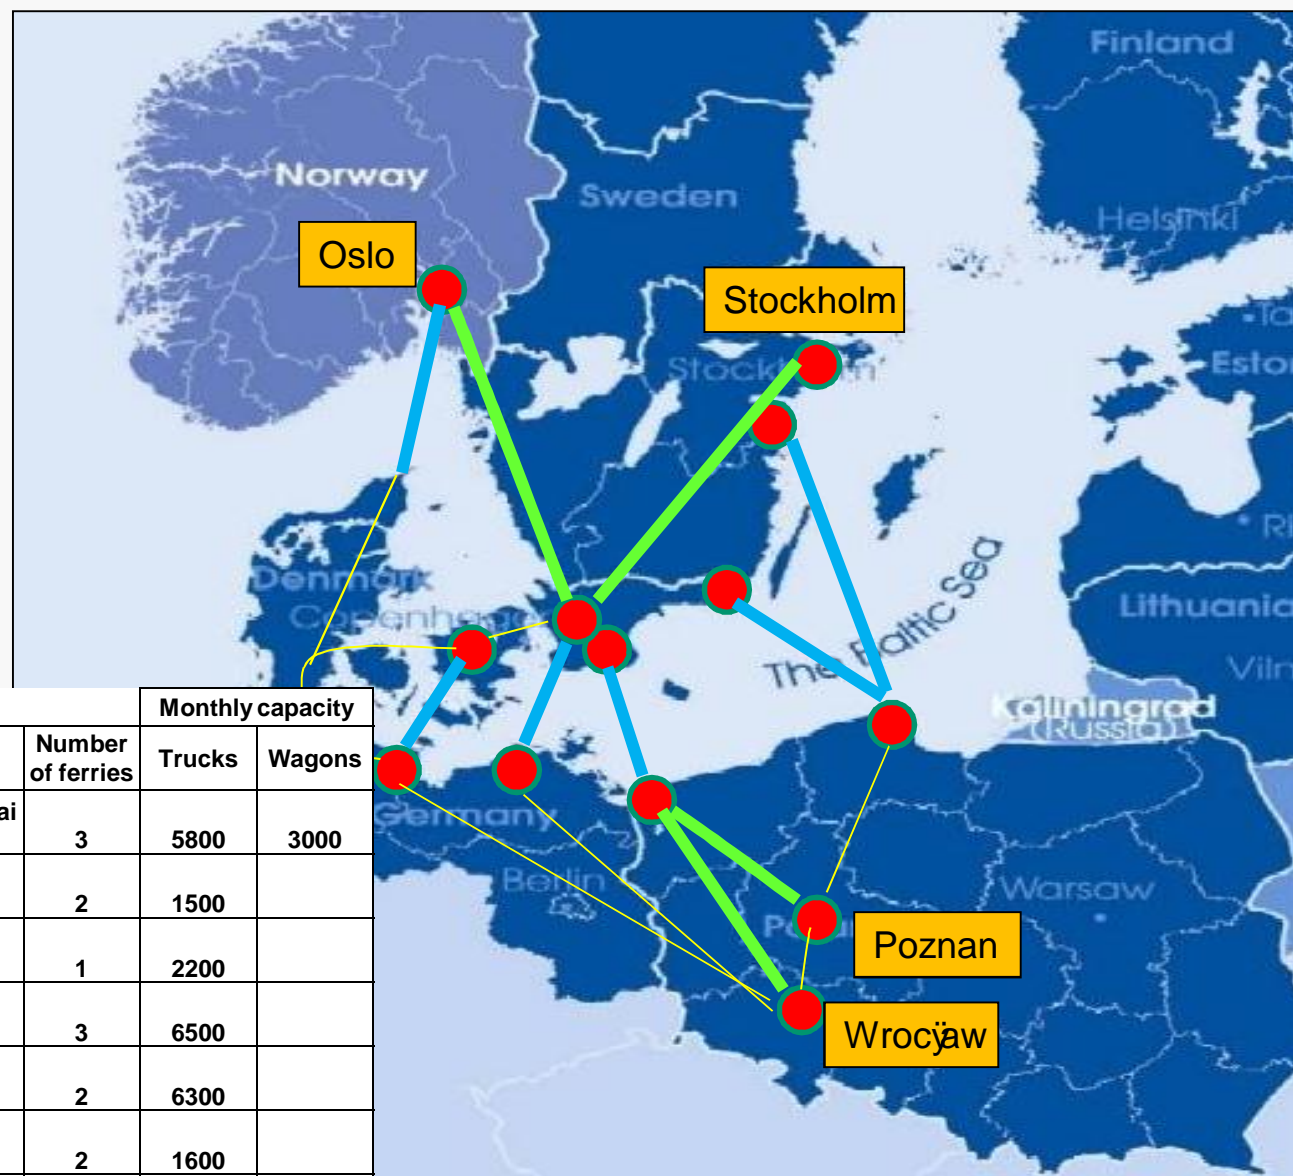 Finland
Norway
Sweden
Helsinki
Oslo
Stockholm
Stockholm
Denmark
The Baltic Sea
Lithuania
Kaliningrad
(Russia)
Monthly capacity
Number
of ferries
Trucks
Wagons
3
5800
3000
2
1500
1
2200
3
6500
2
6300
2
1600
Germany
Berlin
Warsaw
Poznan
Wrocÿaw